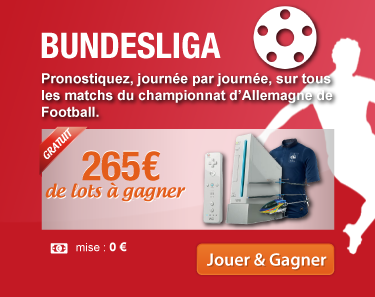 BUNDESLIGA
Pronostiquez, journée par journée, sur tous
les matchs du championnat d'Allemagne de
Football.
GRATUIT
265€
de lots à gagner
mise : 0 €
Jouer & Gagner